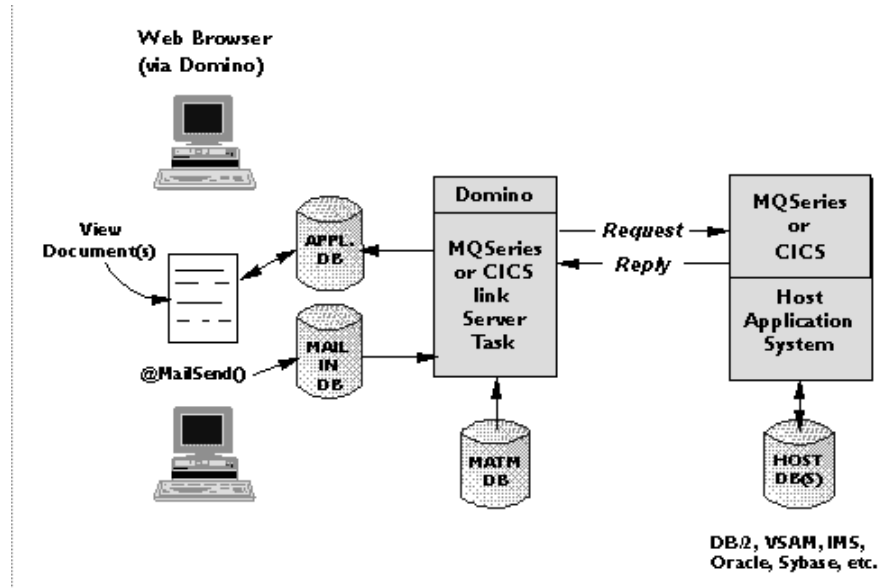 Web Browser
(via Domino)
View
Document(s)
APPL.
DB
MAIL
IN
DB
@MailSend()
Domino
MQSeries
or CICS
link
Server
Task
MATM
DB
Request
Reply
MQSeries
or
CICS
Host
Application
System
HOST
DB(S)
DB/2, VSAM, IMS,
Oracle, Sybase, etc.